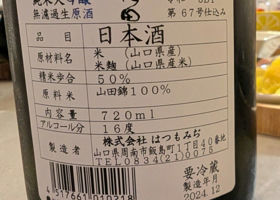 無濾過生原酒
第67号仕込み
日本酒
原材料名 米(山口県産)
米麹(山口県産米)
精米歩合 50%
原料米 山田錦100%
内容量 720ml
アルコール分 16度
製造者 株式会社 はつもみぢ
山口県周南市飯島町1丁目40番地
TEL0834(21)0075
要冷蔵
製造年月
2024.12
4517661010318